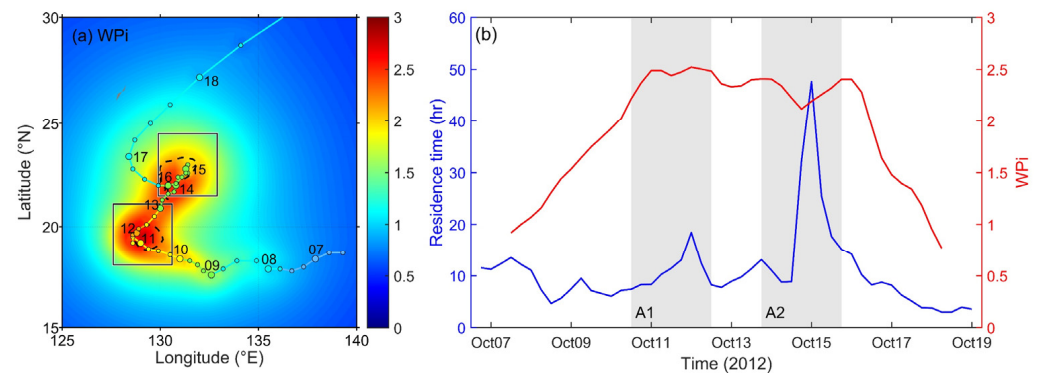 (a) WPi
30
25
20
15
125
130
135
140
Latitude (°N)
Longitude (°E)
18
17
16
15
14
13
12
11
10
09
08
07
3
2.5
2
1.5
1
0.5
0
(b)
60
50
40
30
20
10
0
Residence time (hr)
A1
A2
Oct07
Oct09
Oct11
Oct13
Oct15
Oct17
Oct19
Time (2012)
3
2.5
2
1.5
1
0.5
0
WPi